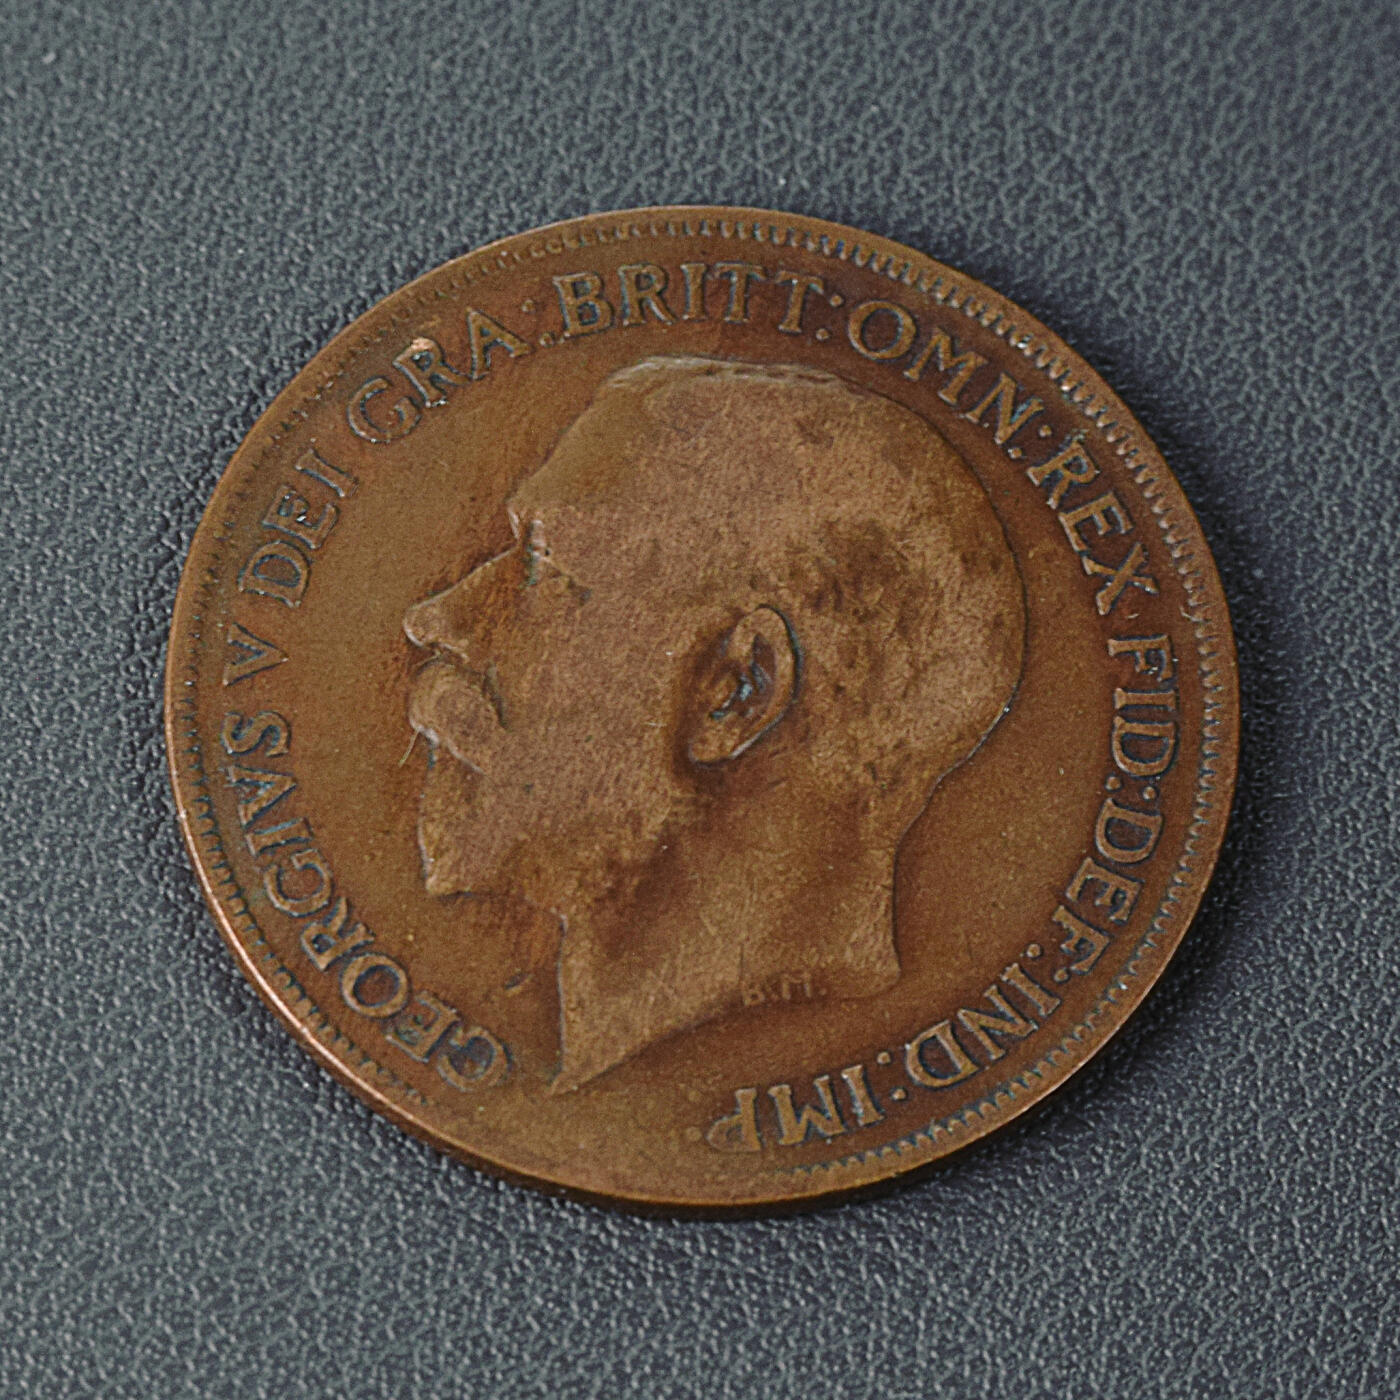 GEORGIVS V DEI GRA: BRITT: OMN: REX FID: DEF: IND: IMP.
B.M.